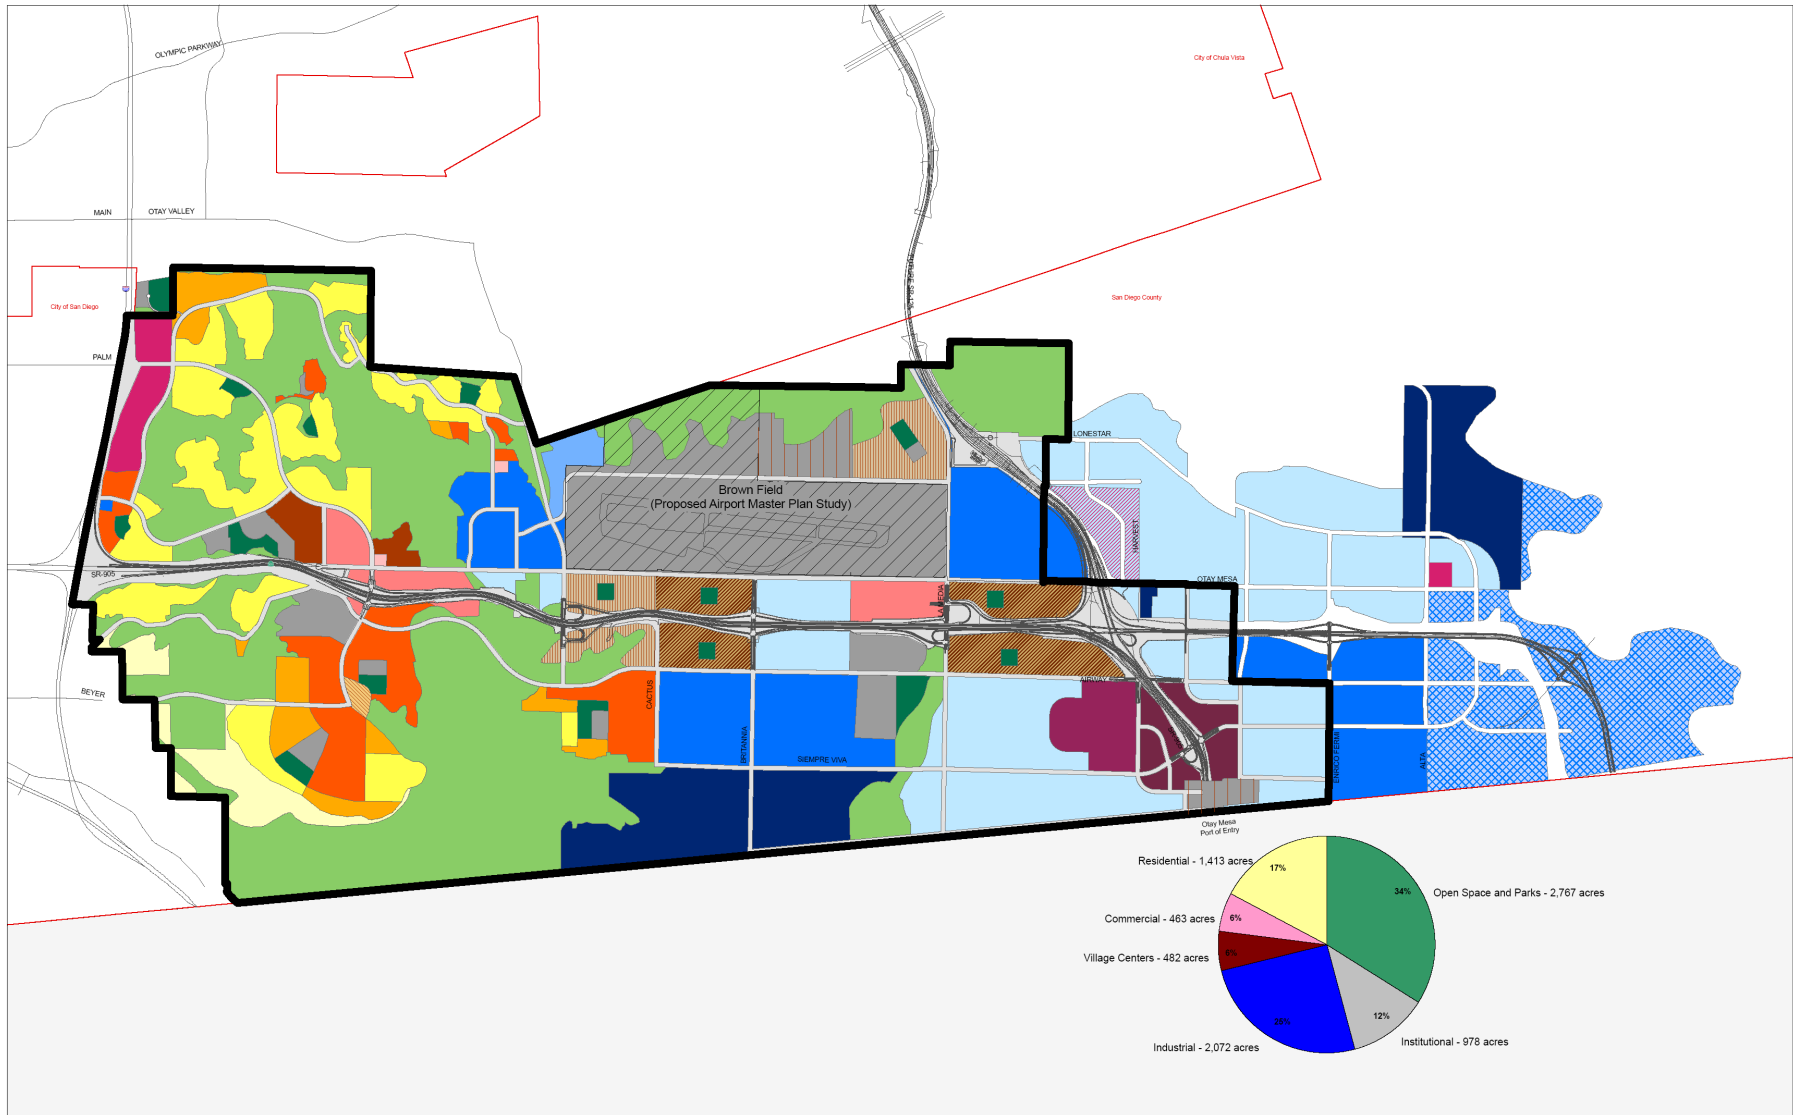 OLYMPIC PARKWAY
City of Chula Vista
MAIN
OTAY VALLEY
City of San Diego
San Diego County
PALM
LONESTAR
Brown Field
(Proposed Airport Master Plan Study)
HARVEST
SR-905
OTAY MESA
LA MEDIA
BEYER
CACTUS
AIRWAY
BRITANNIA
SIEMPRE VIVA
ENRICO FERMI
ALTA
Otay Mesa
Port of Entry
Residential - 1,413 acres
17%
34%
Open Space and Parks - 2,767 acres
Commercial - 463 acres
6%
Village Centers - 482 acres
12%
Institutional - 978 acres
25%
Industrial - 2,072 acres